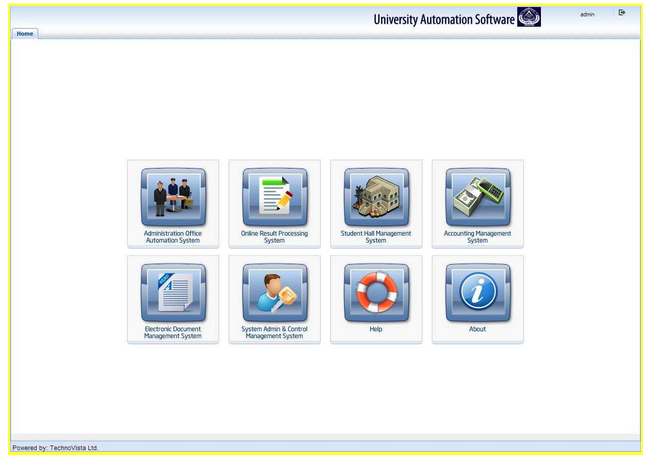 University Automation Software
admin
Home
Administration Office
Automation System
Online Result Processing
System
Student Hall Management
System
Accounting Management
System
Electronic Document
Management System
System Admin & Control
Management System
Help
About
Powered by: TechnoVista Ltd.